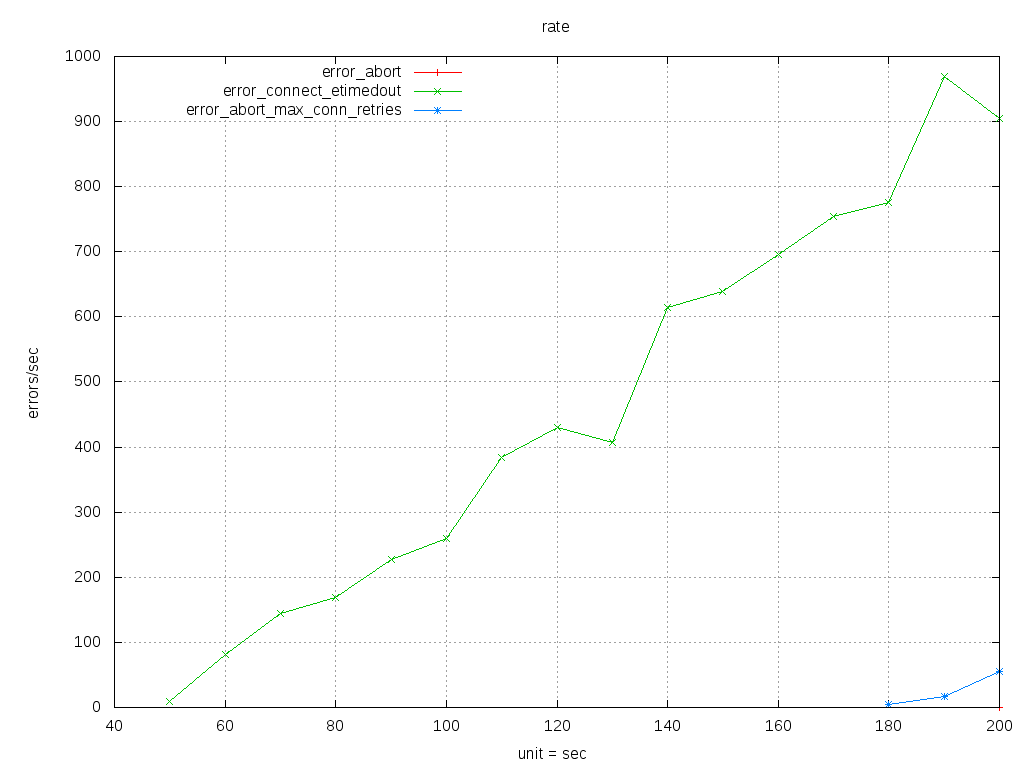 rate
1000
900
800
700
600
500
400
300
200
100
0
errors/sec
error_abort
error_connect_etimedout
error_abort_max_conn_retries
40 60 80 100 120 140 160 180 200
unit = sec